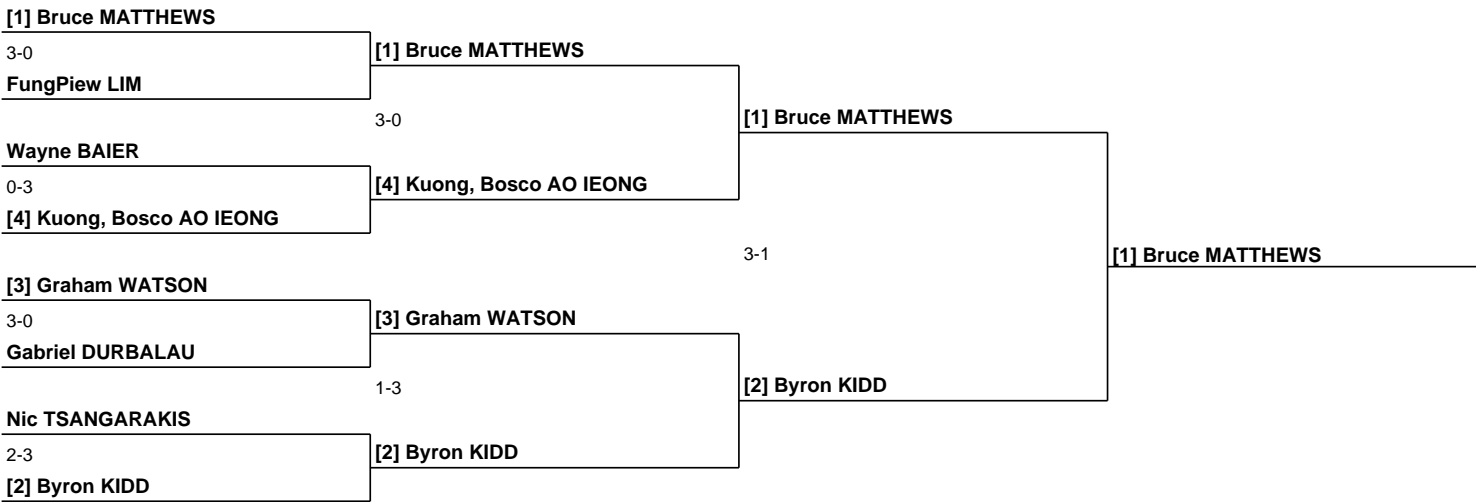 [1] Bruce MATTHEWS
3-0
[1] Bruce MATTHEWS
FungPiew LIM
3-0
[1] Bruce MATTHEWS
Wayne BAIER
0-3
[4] Kuong, Bosco AO IEONG
[4] Kuong, Bosco AO IEONG
3-1
[1] Bruce MATTHEWS
[3] Graham WATSON
3-0
[3] Graham WATSON
Gabriel DURBALAU
1-3
[2] Byron KIDD
Nic TSANGARAKIS
2-3
[2] Byron KIDD
[2] Byron KIDD